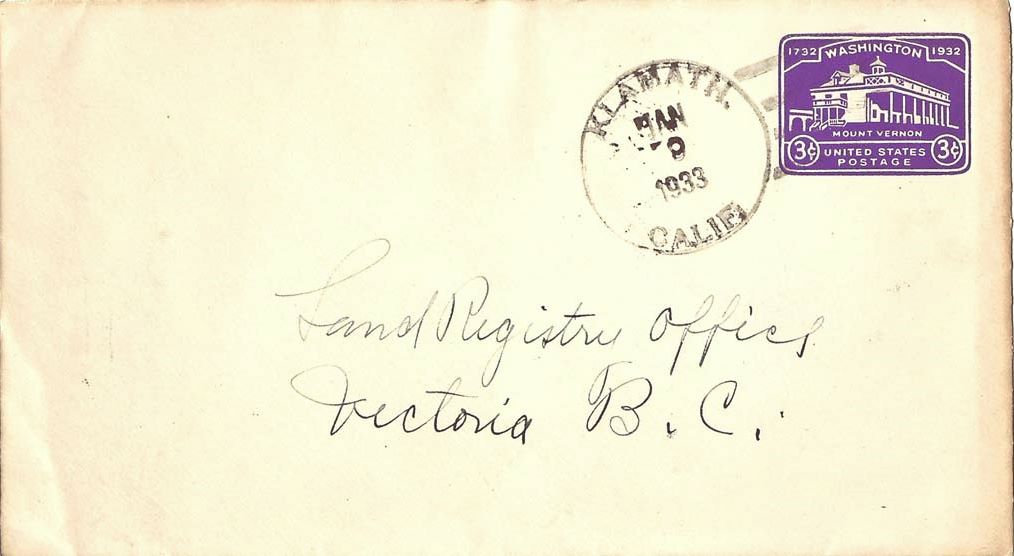 1732 WASHINGTON 1932
MOUNT VERNON
3¢ UNITED STATES POSTAGE 3¢
KLAMATH.
JAN
9
1933
CALIF.
Land Registry Office
Victoria B. C.